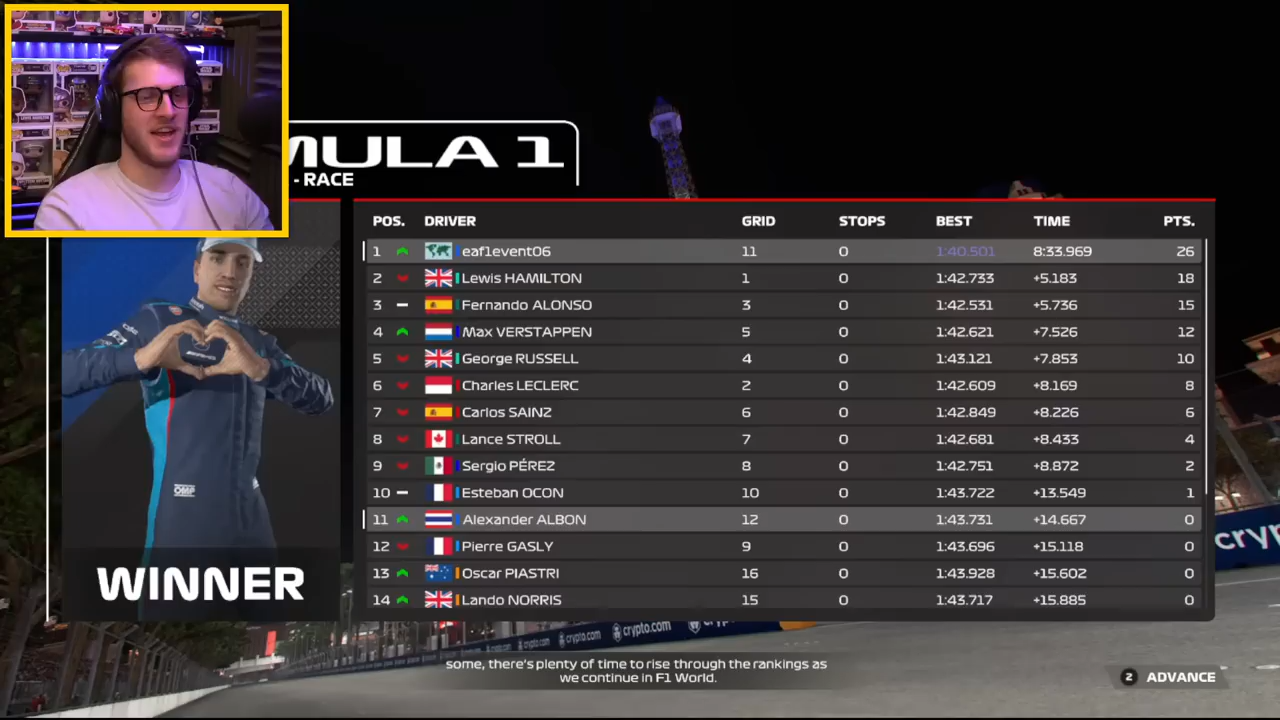 MULA 1
- RACE
POS. DRIVER GRID STOPS BEST TIME PTS.
1 eaf1event06 11 0 1:40.501 8:33.969 26
2 Lewis HAMILTON 1 0 1:42.733 +5.183 18
3 Fernando ALONSO 3 0 1:42.531 +5.736 15
4 Max VERSTAPPEN 5 0 1:42.621 +7.526 12
5 George RUSSELL 4 0 1:43.121 +7.853 10
6 Charles LECLERC 2 0 1:42.609 +8.169 8
7 Carlos SAINZ 6 0 1:42.849 +8.226 6
8 Lance STROLL 7 0 1:42.681 +8.433 4
9 Sergio PÉREZ 8 0 1:42.751 +8.872 2
10 Esteban OCON 10 0 1:43.722 +13.549 1
11 Alexander ALBON 12 0 1:43.731 +14.667 0
12 Pierre GASLY 9 0 1:43.696 +15.118 0
13 Oscar PIASTRI 16 0 1:43.928 +15.602 0
14 Lando NORRIS 15 0 1:43.717 +15.885 0
OMP
WINNER
crypto
crypto.com
crypto.com
some, there's plenty of time to rise through the rankings as
we continue in F1 World.
2 ADVANCE